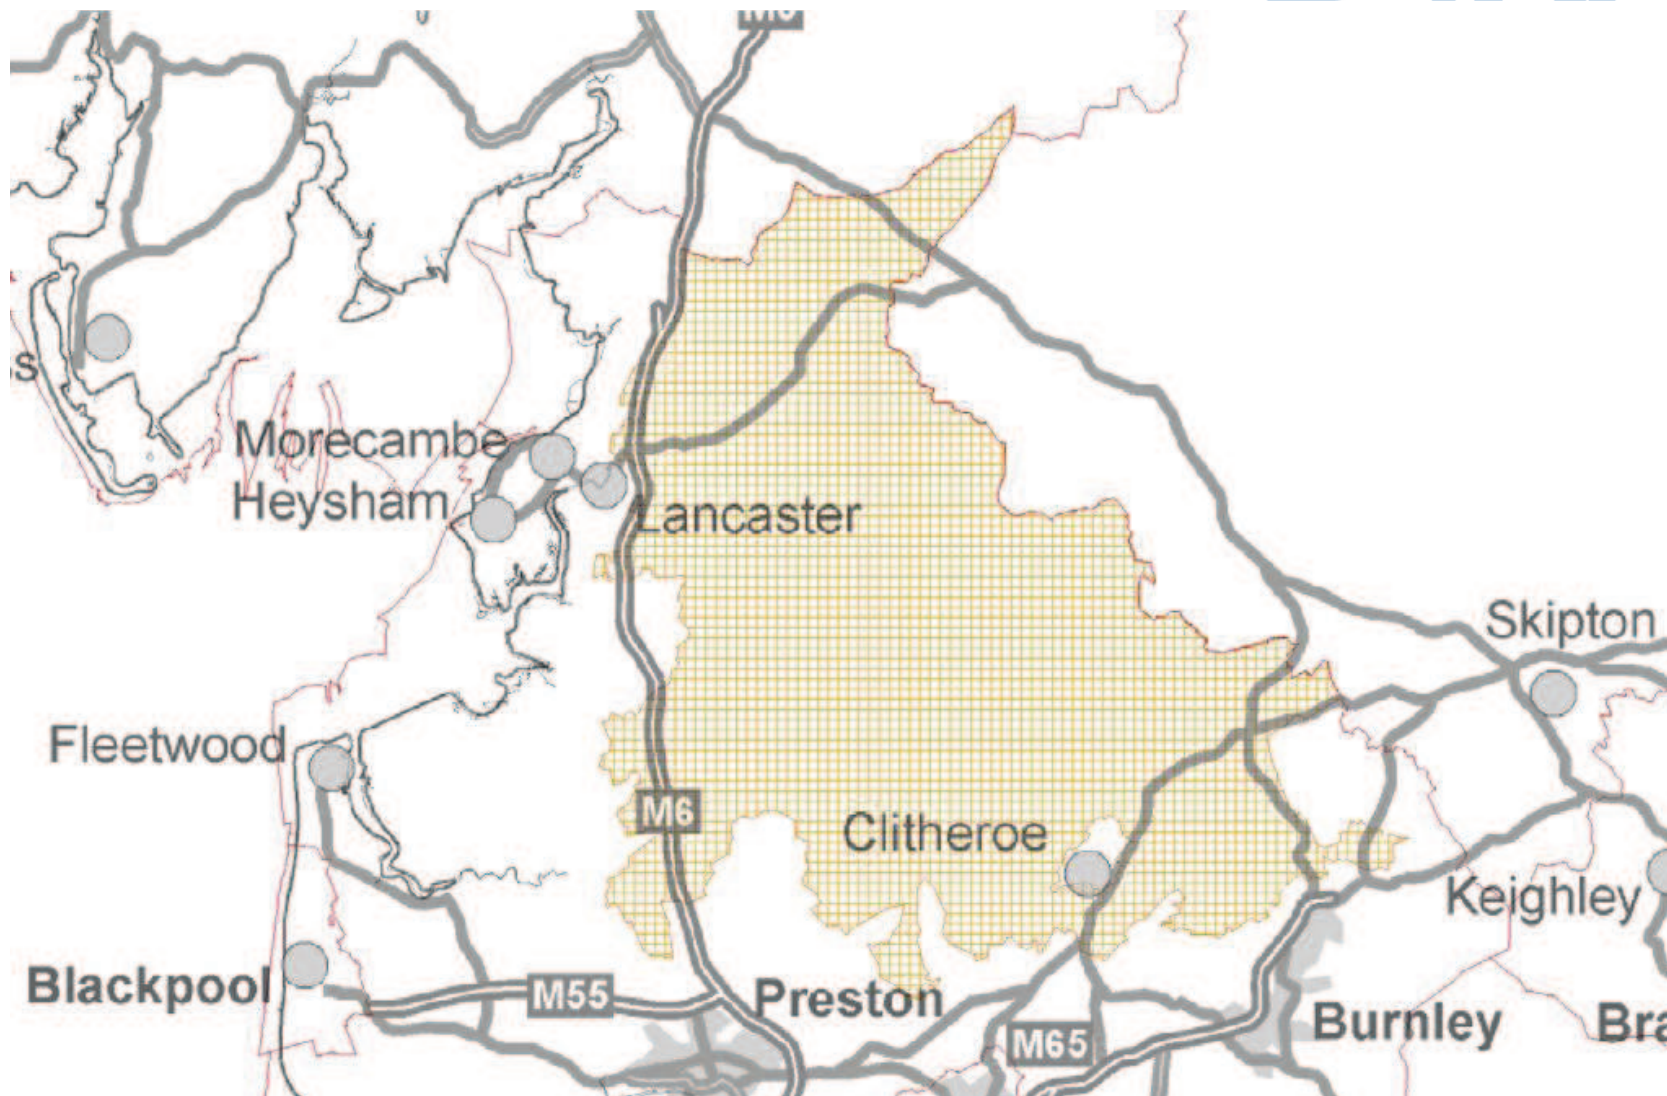 Morecambe
Heysham
Lancaster
Skipton
Fleetwood
M6
Clitheroe
Keighley
Blackpool
M55
Preston
M65
Burnley